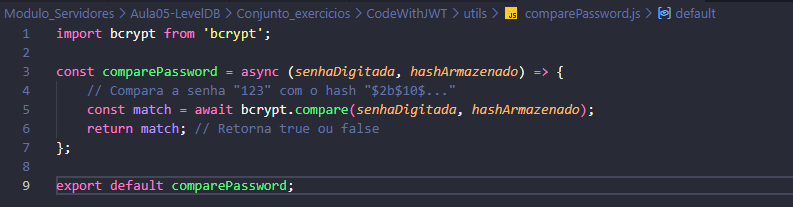 Modulo_Servidores > Aula05-LevelDB > Conjunto_exercicios > CodeWithJWT > utils > JS comparePassword.js > default
1 import bcrypt from 'bcrypt';
2
3 const comparePassword = async (senhaDigitada, hashArmazenado) => {
4 // Compara a senha "123" com o hash "$2b$10$..."
5 const match = await bcrypt.compare(senhaDigitada, hashArmazenado);
6 return match; // Retorna true ou false
7 };
8
9 export default comparePassword;